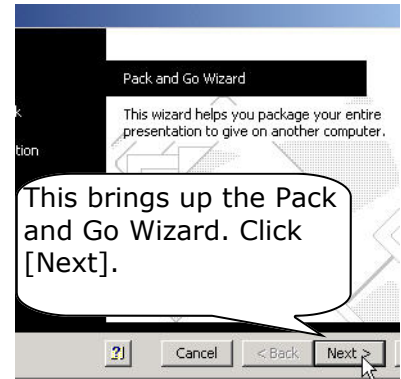 Pack and Go Wizard
k
This wizard helps you package your entire
presentation to give on another computer.
tion
This brings up the Pack
and Go Wizard. Click
[Next].
?
Cancel
< Back
Next >